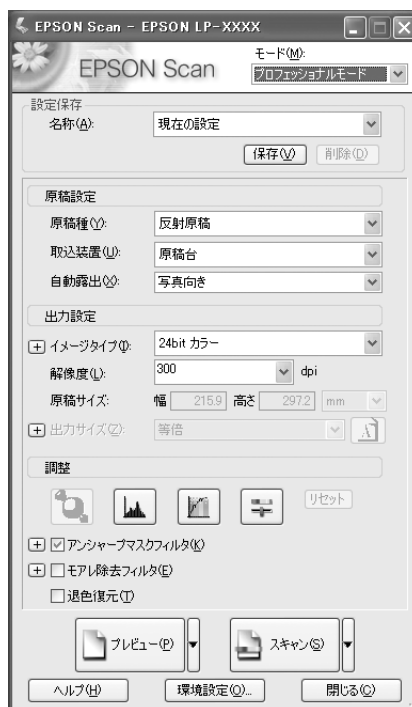 EPSON Scan - EPSON LP-XXXX
EPSON Scan
モード(M):
プロフェッショナルモード
設定保存
名称(A): 現在の設定
保存(V) 削除(D)
原稿設定
原稿種(Y): 反射原稿
取込装置(U): 原稿台
自動露出(X): 写真向き
出力設定
イメージタイプ(I): 24bit カラー
解像度(L): 300 dpi
原稿サイズ: 幅 215.9 高さ 297.2 mm
出力サイズ(Z): 等倍
調整
リセット
アンシャープマスクフィルタ(K)
モアレ除去フィルタ(E)
退色復元(T)
プレビュー(P) スキャン(S)
ヘルプ(H) 環境設定(O)... 閉じる(C)